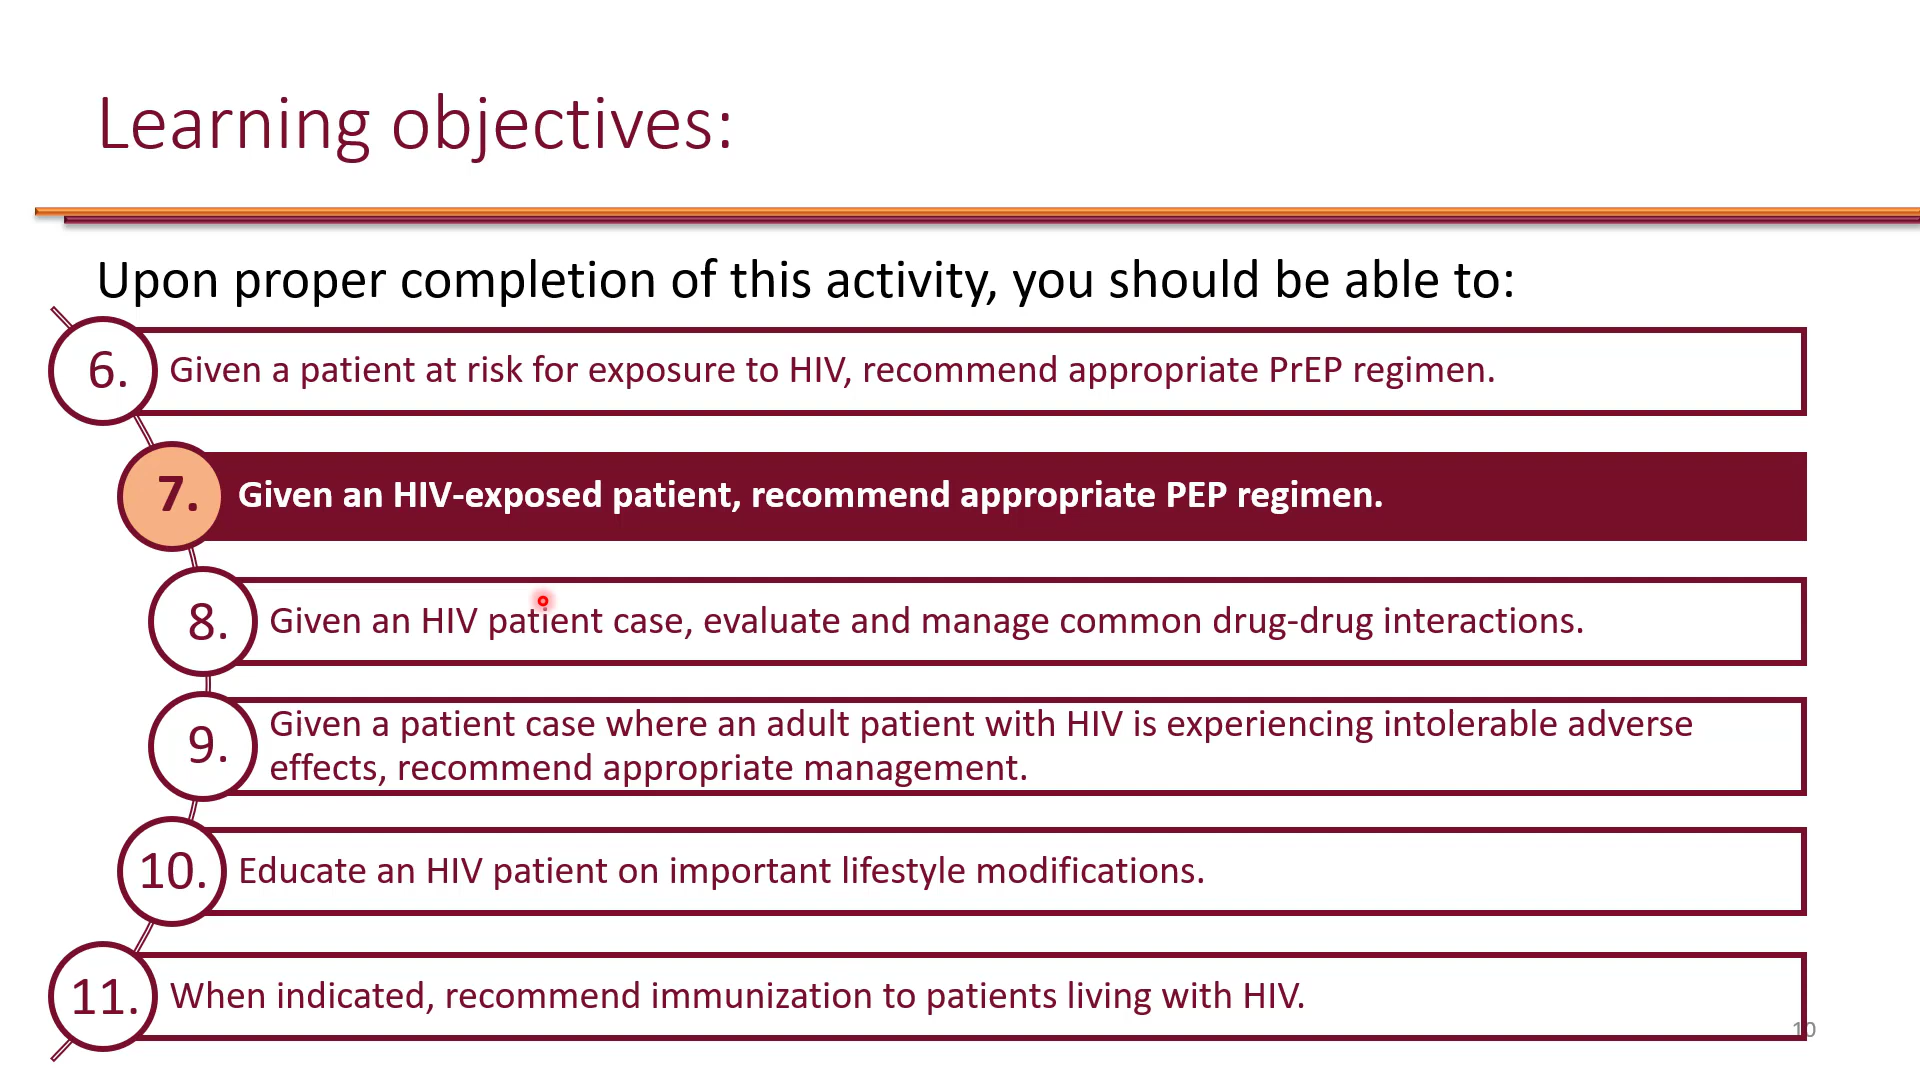 Learning objectives:
Upon proper completion of this activity, you should be able to:
6. Given a patient at risk for exposure to HIV, recommend appropriate PrEP regimen.
7. Given an HIV-exposed patient, recommend appropriate PEP regimen.
8. Given an HIV patient case, evaluate and manage common drug-drug interactions.
9. Given a patient case where an adult patient with HIV is experiencing intolerable adverse
effects, recommend appropriate management.
10. Educate an HIV patient on important lifestyle modifications.
11. When indicated, recommend immunization to patients living with HIV.
10